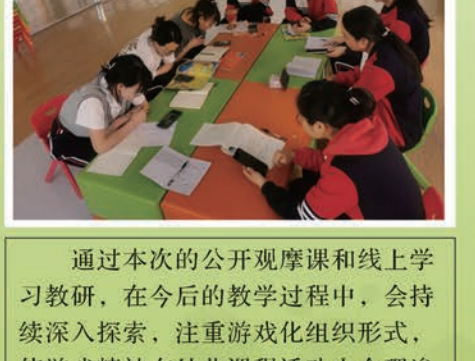 通过本次的公开观摩课和线上学
习教研，在今后的教学过程中，会持
续深入探索，注重游戏化组织形式，